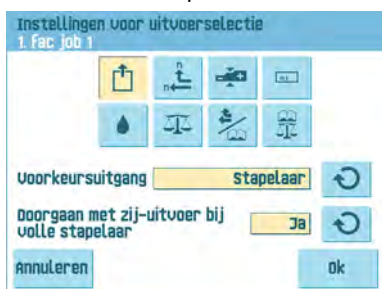 Instellingen voor uitvoerselectie
1. Fac job 1
n
n
Voorkeursuitgang Stapelaar
Doorgaan met zij-uitvoer bij Ja
volle stapelaar
Annuleren Ok